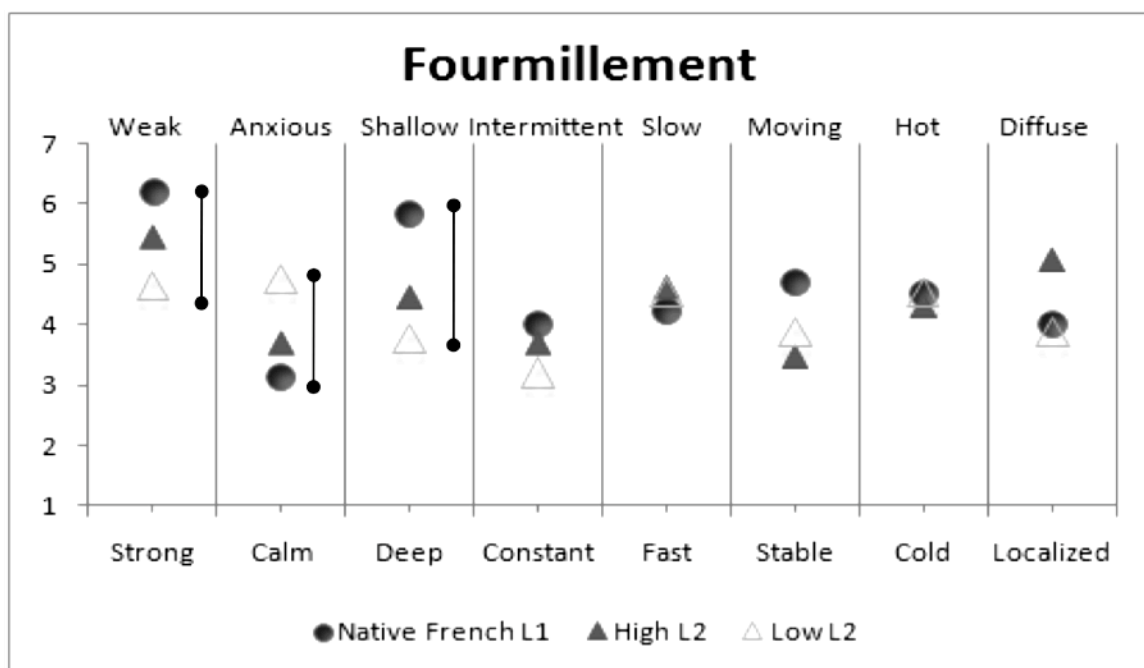 Fourmillement
Weak Anxious Shallow Intermittent Slow Moving Hot Diffuse
7
6
5
4
3
2
1
Strong Calm Deep Constant Fast Stable Cold Localized
Native French L1 High L2 Low L2